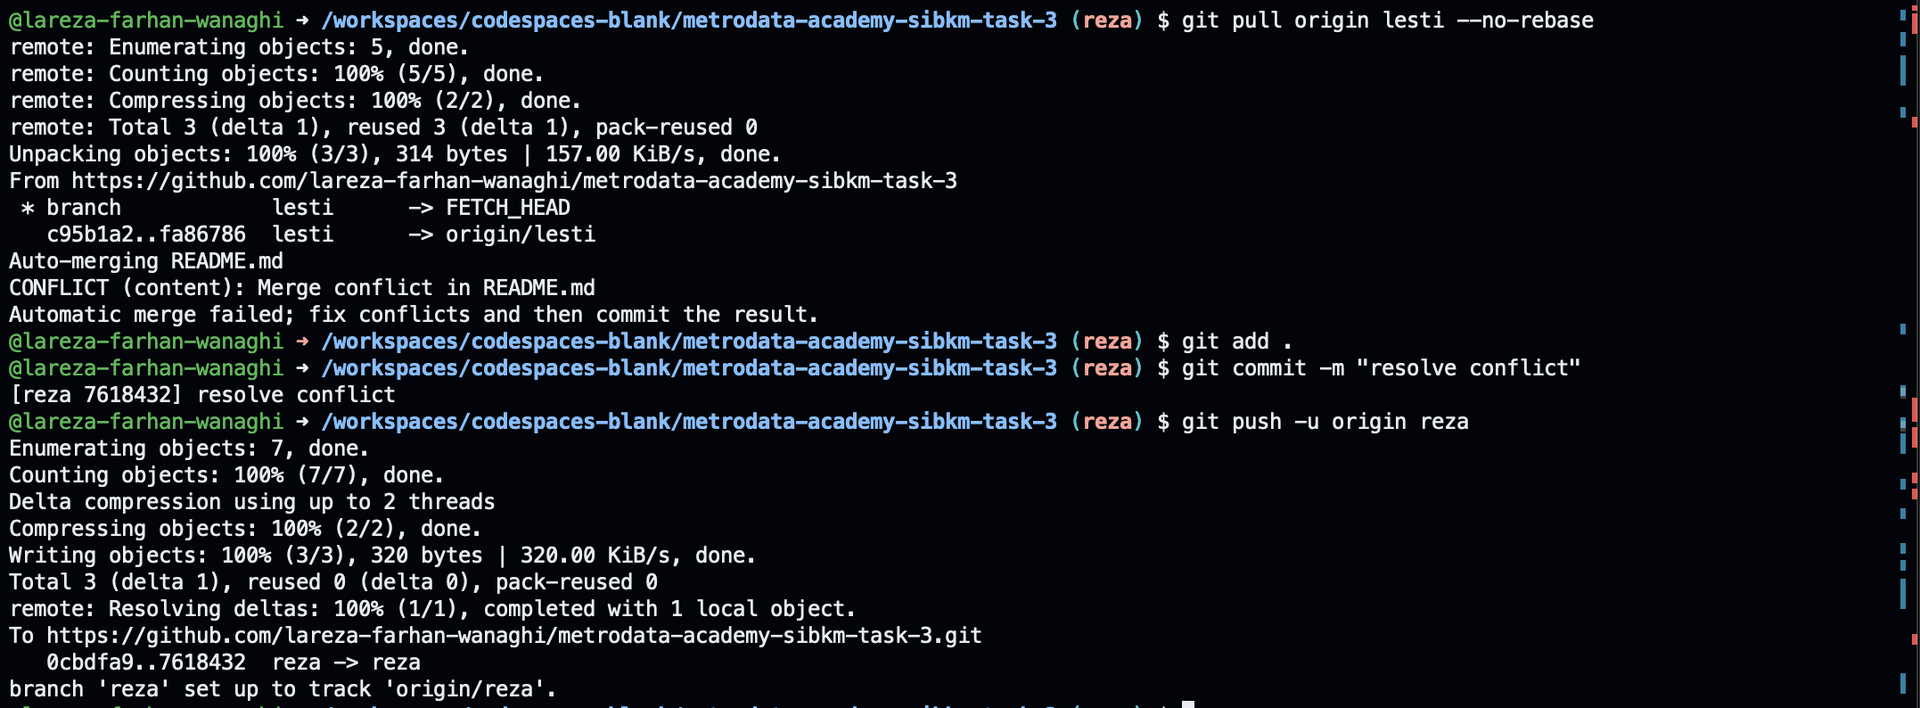 @lareza-farhan-wanaghi → /workspaces/codespaces-blank/metrodata-academy-sibkm-task-3 (reza) $ git pull origin lesti --no-rebase
remote: Enumerating objects: 5, done.
remote: Counting objects: 100% (5/5), done.
remote: Compressing objects: 100% (2/2), done.
remote: Total 3 (delta 1), reused 3 (delta 1), pack-reused 0
Unpacking objects: 100% (3/3), 314 bytes | 157.00 KiB/s, done.
From https://github.com/lareza-farhan-wanaghi/metrodata-academy-sibkm-task-3
 * branch            lesti      -> FETCH_HEAD
   c95b1a2..fa86786  lesti      -> origin/lesti
Auto-merging README.md
CONFLICT (content): Merge conflict in README.md
Automatic merge failed; fix conflicts and then commit the result.
@lareza-farhan-wanaghi → /workspaces/codespaces-blank/metrodata-academy-sibkm-task-3 (reza) $ git add .
@lareza-farhan-wanaghi → /workspaces/codespaces-blank/metrodata-academy-sibkm-task-3 (reza) $ git commit -m "resolve conflict"
[reza 7618432] resolve conflict
@lareza-farhan-wanaghi → /workspaces/codespaces-blank/metrodata-academy-sibkm-task-3 (reza) $ git push -u origin reza
Enumerating objects: 7, done.
Counting objects: 100% (7/7), done.
Delta compression using up to 2 threads
Compressing objects: 100% (2/2), done.
Writing objects: 100% (3/3), 320 bytes | 320.00 KiB/s, done.
Total 3 (delta 1), reused 0 (delta 0), pack-reused 0
remote: Resolving deltas: 100% (1/1), completed with 1 local object.
To https://github.com/lareza-farhan-wanaghi/metrodata-academy-sibkm-task-3.git
   0cbdfa9..7618432  reza -> reza
branch 'reza' set up to track 'origin/reza'.